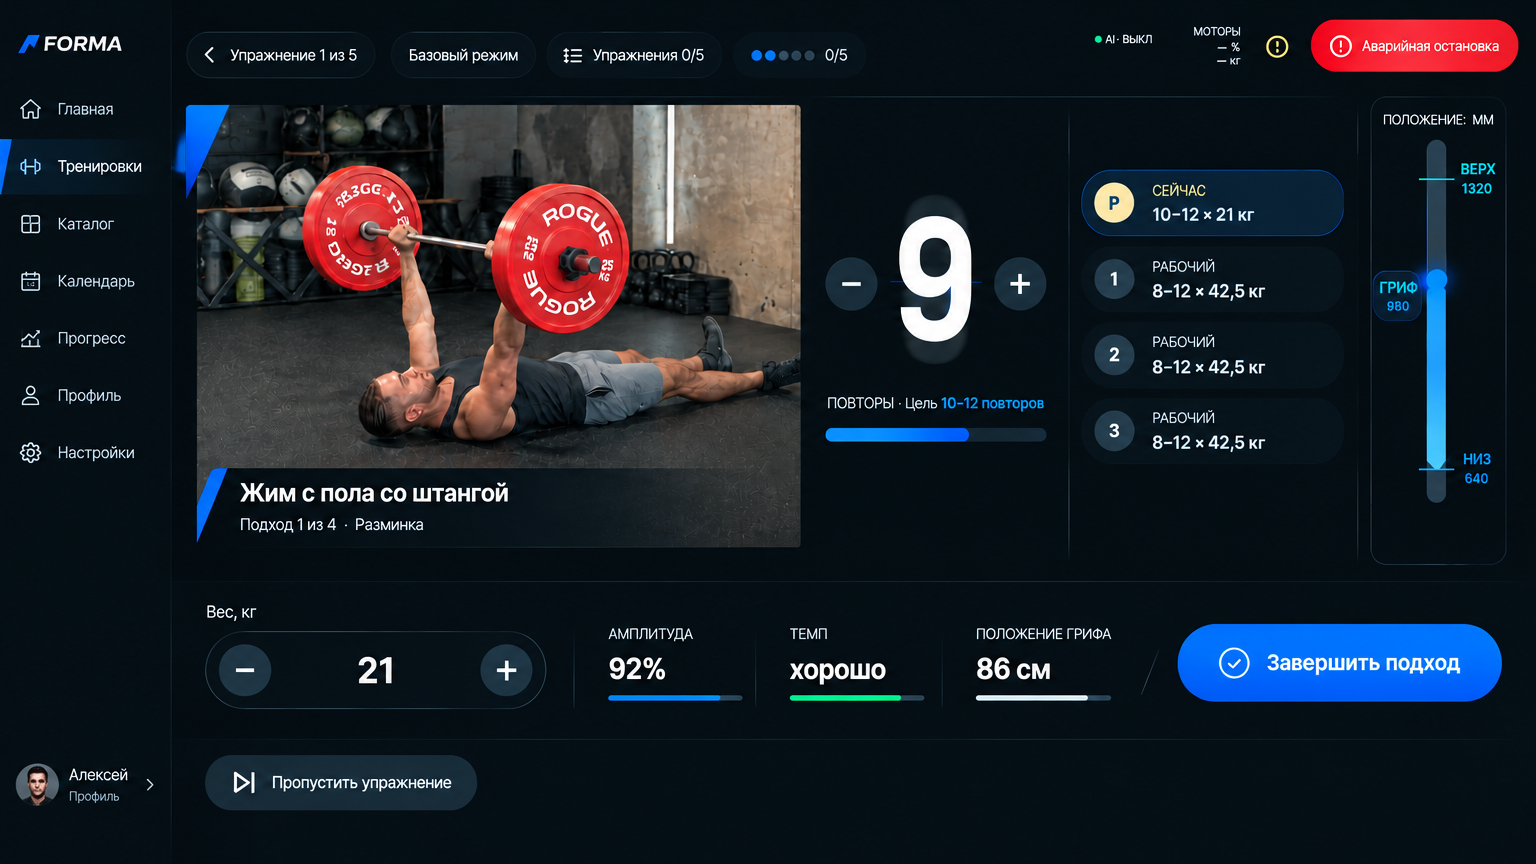 FORMA
Главная
Тренировки
Каталог
Календарь
Прогресс
Профиль
Настройки
Алексей
Профиль
Упражнение 1 из 5
Базовый режим
Упражнения 0/5
0/5
AI· ВЫКЛ
МОТОРЫ
— %
— кг
Аварийная остановка
ROGUE
ROGUE
25
KG
Жим с пола со штангой
Подход 1 из 4 · Разминка
9
ПОВТОРЫ · Цель 10–12 повторов
Р
СЕЙЧАС
10–12 × 21 кг
1
РАБОЧИЙ
8–12 × 42,5 кг
2
РАБОЧИЙ
8–12 × 42,5 кг
3
РАБОЧИЙ
8–12 × 42,5 кг
ПОЛОЖЕНИЕ: ММ
ВЕРХ
1320
ГРИФ
980
НИЗ
640
Вес, кг
21
АМПЛИТУДА
92%
ТЕМП
хорошо
ПОЛОЖЕНИЕ ГРИФА
86 см
Завершить подход
Пропустить упражнение